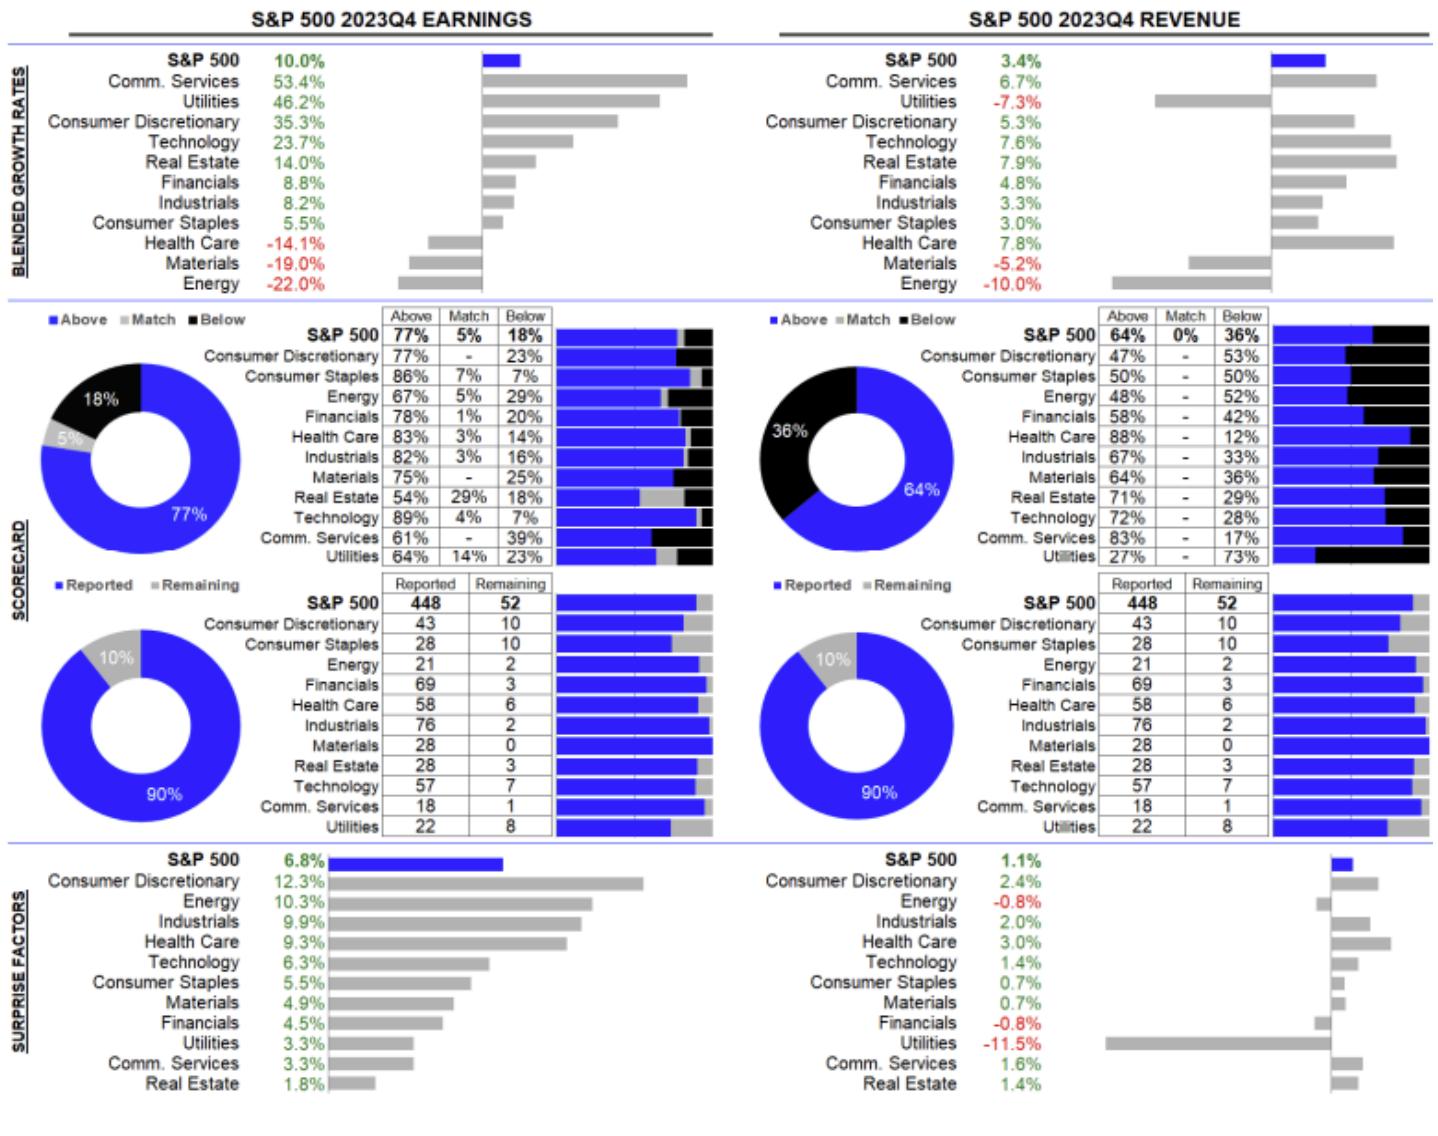 S&P 500 2023Q4 EARNINGS
BLENDED GROWTH RATES
S&P 500 10.0%
Comm. Services 53.4%
Utilities 46.2%
Consumer Discretionary 35.3%
Technology 23.7%
Real Estate 14.0%
Financials 8.8%
Industrials 8.2%
Consumer Staples 5.5%
Health Care -14.1%
Materials -19.0%
Energy -22.0%
S&P 500 2023Q4 REVENUE
S&P 500 3.4%
Comm. Services 6.7%
Utilities -7.3%
Consumer Discretionary 5.3%
Technology 7.6%
Real Estate 7.9%
Financials 4.8%
Industrials 3.3%
Consumer Staples 3.0%
Health Care 7.8%
Materials -5.2%
Energy -10.0%
SCORECARD
Above Match Below
18%
5%
77%
Above Match Below
S&P 500 77% 5% 18%
Consumer Discretionary 77% - 23%
Consumer Staples 86% 7% 7%
Energy 67% 5% 29%
Financials 78% 1% 20%
Health Care 83% 3% 14%
Industrials 82% 3% 16%
Materials 75% - 25%
Real Estate 54% 29% 18%
Technology 89% 4% 7%
Comm. Services 61% - 39%
Utilities 64% 14% 23%
Above Match Below
36%
64%
Above Match Below
S&P 500 64% 0% 36%
Consumer Discretionary 47% - 53%
Consumer Staples 50% - 50%
Energy 48% - 52%
Financials 58% - 42%
Health Care 88% - 12%
Industrials 67% - 33%
Materials 64% - 36%
Real Estate 71% - 29%
Technology 72% - 28%
Comm. Services 83% - 17%
Utilities 27% - 73%
Reported Remaining
10%
90%
Reported Remaining
S&P 500 448 52
Consumer Discretionary 43 10
Consumer Staples 28 10
Energy 21 2
Financials 69 3
Health Care 58 6
Industrials 76 2
Materials 28 0
Real Estate 28 3
Technology 57 7
Comm. Services 18 1
Utilities 22 8
Reported Remaining
10%
90%
Reported Remaining
S&P 500 448 52
Consumer Discretionary 43 10
Consumer Staples 28 10
Energy 21 2
Financials 69 3
Health Care 58 6
Industrials 76 2
Materials 28 0
Real Estate 28 3
Technology 57 7
Comm. Services 18 1
Utilities 22 8
SURPRISE FACTORS
S&P 500 6.8%
Consumer Discretionary 12.3%
Energy 10.3%
Industrials 9.9%
Health Care 9.3%
Technology 6.3%
Consumer Staples 5.5%
Materials 4.9%
Financials 4.5%
Utilities 3.3%
Comm. Services 3.3%
Real Estate 1.8%
S&P 500 1.1%
Consumer Discretionary 2.4%
Energy -0.8%
Industrials 2.0%
Health Care 3.0%
Technology 1.4%
Consumer Staples 0.7%
Materials 0.7%
Financials -0.8%
Utilities -11.5%
Comm. Services 1.6%
Real Estate 1.4%